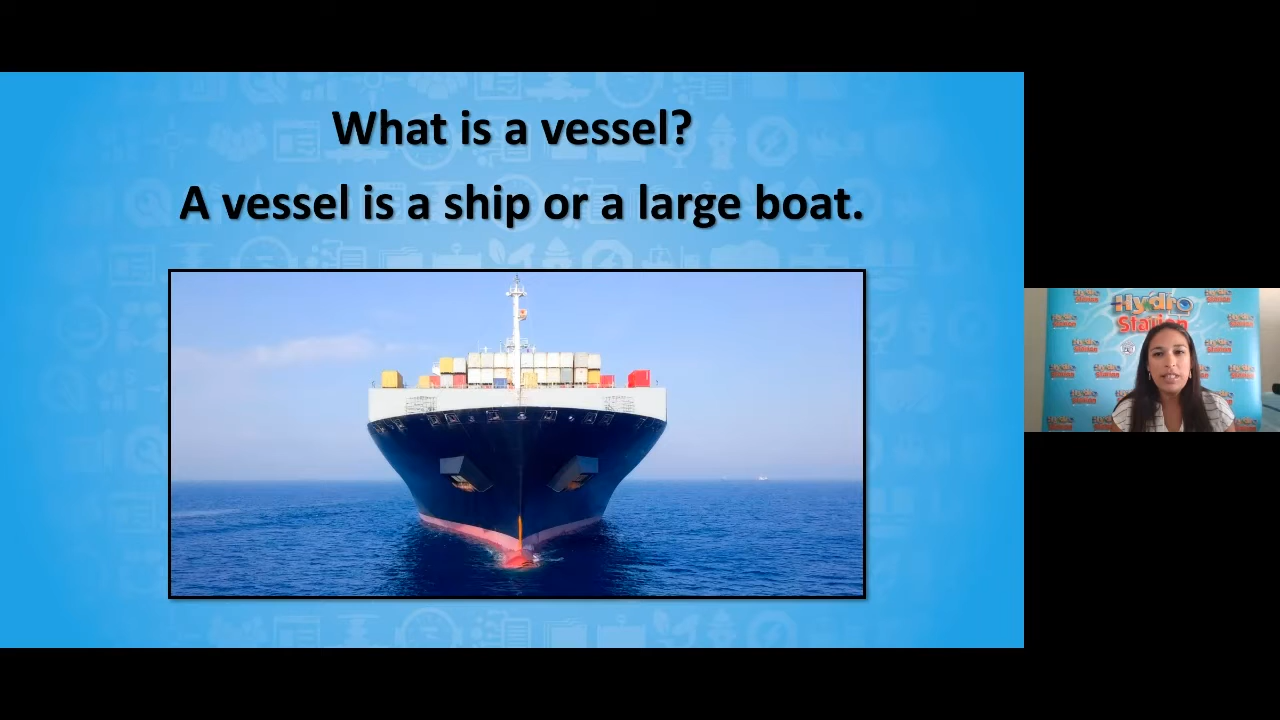 What is a vessel?
A vessel is a ship or a large boat.
Hydro
Station